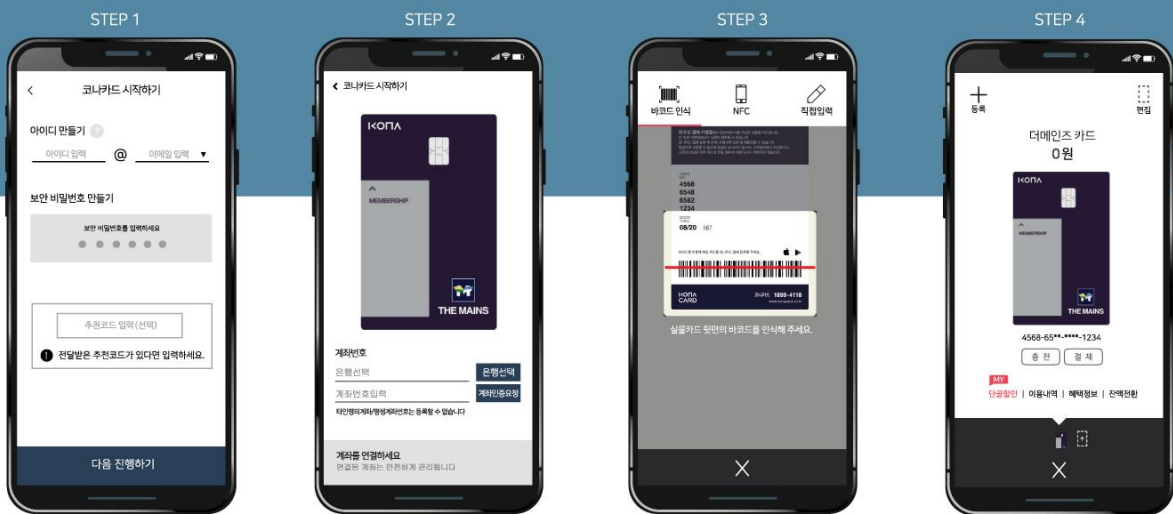 STEP 1
코나카드 시작하기
아이디 만들기 ?
아이디 입력 @ 이메일 입력 ▼
보안 비밀번호 만들기
보안 비밀번호를 입력하세요
추천코드 입력(선택)
! 전달받은 추천코드가 있다면 입력하세요.
다음 진행하기
STEP 2
코나카드 시작하기
KONA
MEMBERSHIP
THE MAINS
계좌번호
은행선택 은행선택
계좌번호입력 계좌인증요청
타인명의계좌/평생계좌번호는 등록할 수 없습니다
계좌를 연결하세요
연결된 계좌는 안전하게 관리됩니다
STEP 3
바코드 인식 NFC 직접입력
4568
6548
6582
1234
08/20 567
KONA
CARD
코나카드 1899-4118
실물카드 뒷면의 바코드를 인식해 주세요.
STEP 4
등록 편집
더메인즈 카드
0원
KONA
MEMBERSHIP
THE MAINS
4568-65**-****-1234
충 전 결 제
MY
단골할인 | 이용내역 | 혜택정보 | 잔액전환